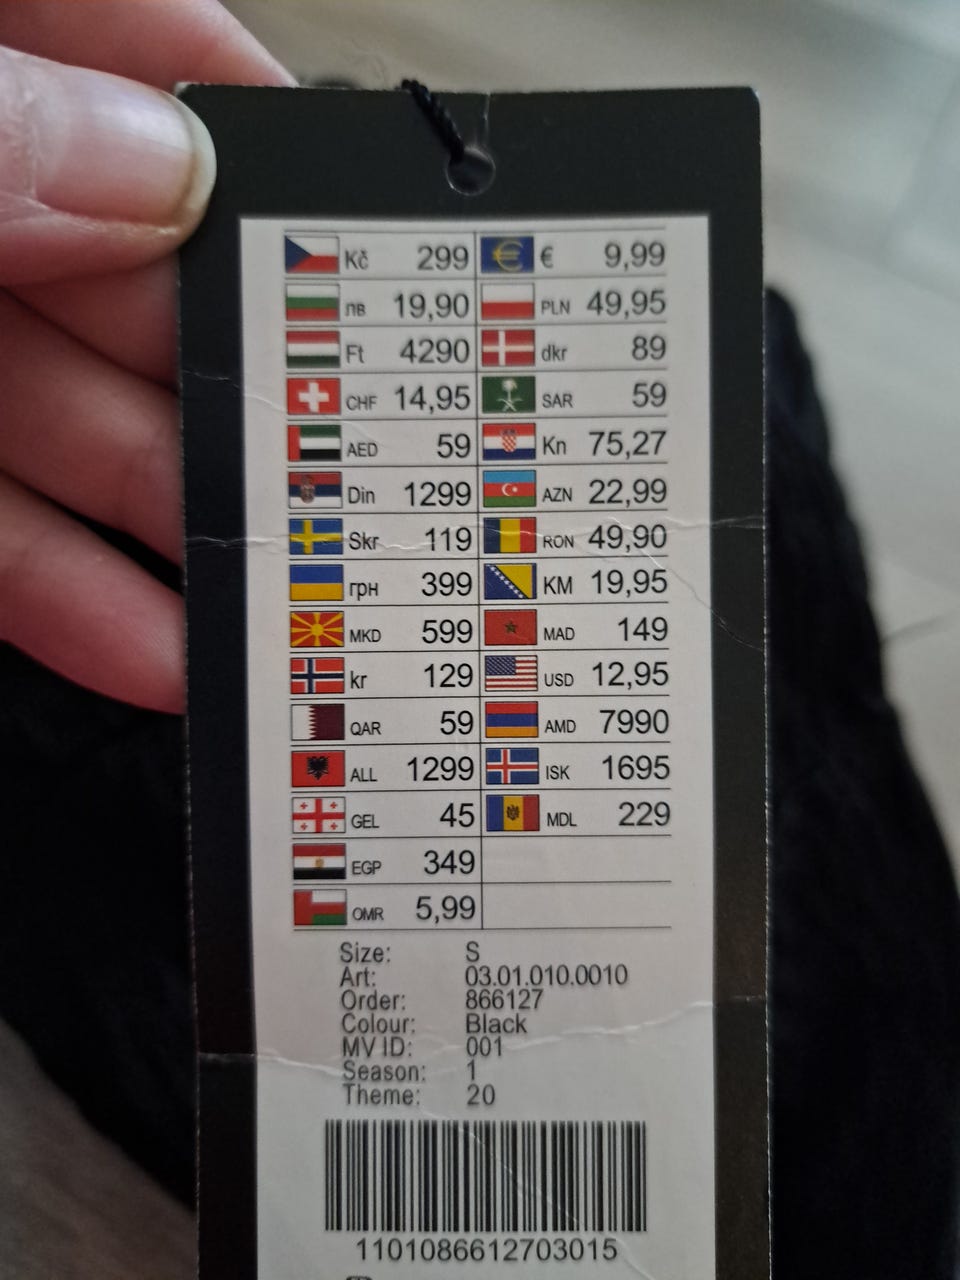 Kč 299 € 9,99
лв 19,90 PLN 49,95
Ft 4290 dkr 89
CHF 14,95 SAR 59
AED 59 Kn 75,27
Din 1299 AZN 22,99
Skr 119 RON 49,90
грн 399 KM 19,95
MKD 599 MAD 149
kr 129 USD 12,95
QAR 59 AMD 7990
ALL 1299 ISK 1695
GEL 45 MDL 229
EGP 349
OMR 5,99
Size: S
Art: 03.01.010.0010
Order: 866127
Colour: Black
MV ID: 001
Season: 1
Theme: 20
1101086612703015